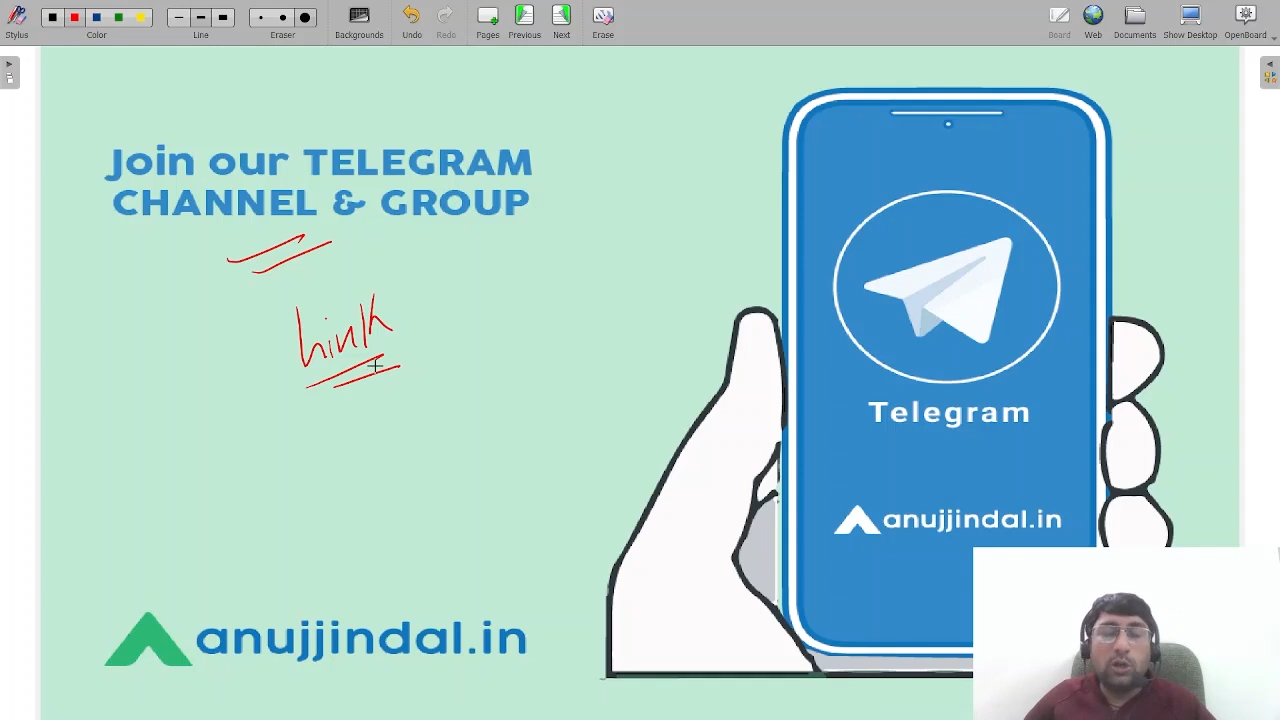 Stylus
Color
Line
Eraser
Backgrounds
Undo
Redo
Pages
Previous
Next
Erase
Board
Web
Documents
Show Desktop
OpenBoard
Join our TELEGRAM
CHANNEL & GROUP
Link
Telegram
anujjindal.in
anujjindal.in